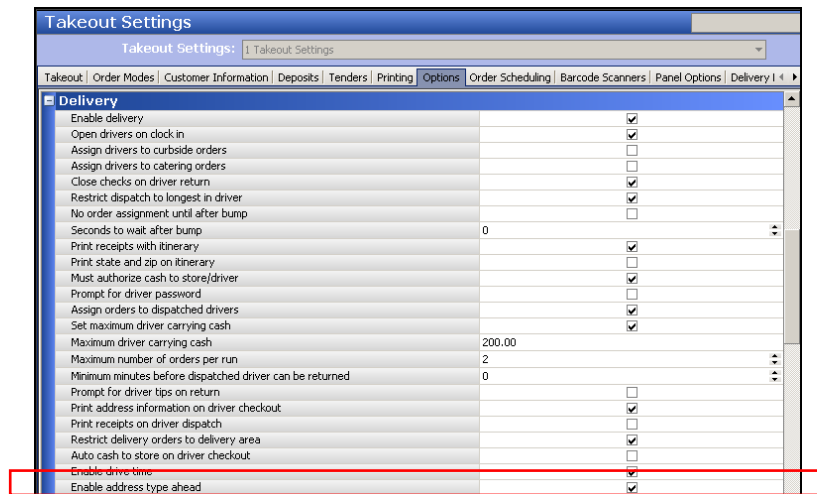 Takeout Settings
Takeout Settings: 1 Takeout Settings
Takeout Order Modes Customer Information Deposits Tenders Printing Options Order Scheduling Barcode Scanners Panel Options Delivery
Delivery
Enable delivery
Open drivers on clock in
Assign drivers to curbside orders
Assign drivers to catering orders
Close checks on driver return
Restrict dispatch to longest in driver
No order assignment until after bump
Seconds to wait after bump 0
Print receipts with itinerary
Print state and zip on itinerary
Must authorize cash to store/driver
Prompt for driver password
Assign orders to dispatched drivers
Set maximum driver carrying cash
Maximum driver carrying cash 200.00
Maximum number of orders per run 2
Minimum minutes before dispatched driver can be returned 0
Prompt for driver tips on return
Print address information on driver checkout
Print receipts on driver dispatch
Restrict delivery orders to delivery area
Auto cash to store on driver checkout
Enable drive time
Enable address type ahead